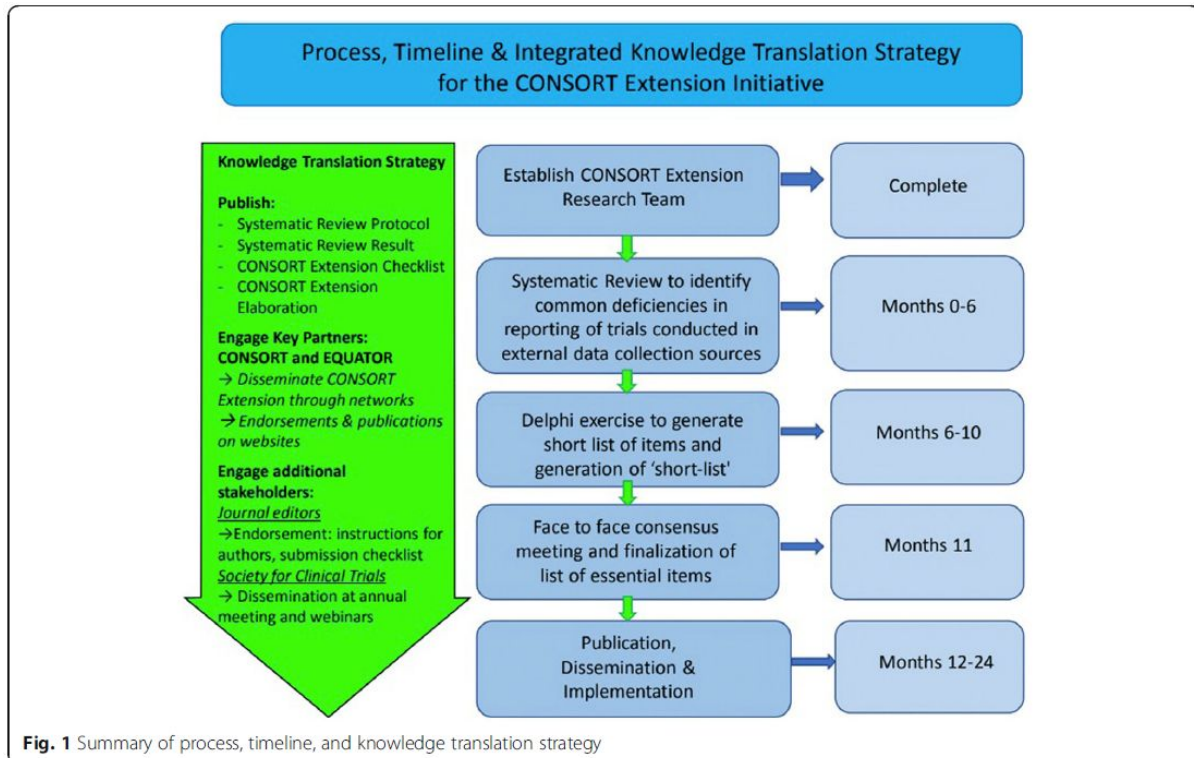 Process, Timeline & Integrated Knowledge Translation Strategy
for the CONSORT Extension Initiative
Knowledge Translation Strategy
Publish:
- Systematic Review Protocol
- Systematic Review Result
- CONSORT Extension Checklist
- CONSORT Extension
Elaboration
Engage Key Partners:
CONSORT and EQUATOR
→ Disseminate CONSORT
Extension through networks
→ Endorsements & publications
on websites
Engage additional
stakeholders:
Journal editors
→Endorsement: instructions for
authors, submission checklist
Society for Clinical Trials
→ Dissemination at annual
meeting and webinars
Establish CONSORT Extension
Research Team
Complete
Systematic Review to identify
common deficiencies in
reporting of trials conducted in
external data collection sources
Months 0-6
Delphi exercise to generate
short list of items and
generation of ‘short-list'
Months 6-10
Face to face consensus
meeting and finalization of
list of essential items
Months 11
Publication,
Dissemination &
Implementation
Months 12-24
Fig. 1 Summary of process, timeline, and knowledge translation strategy